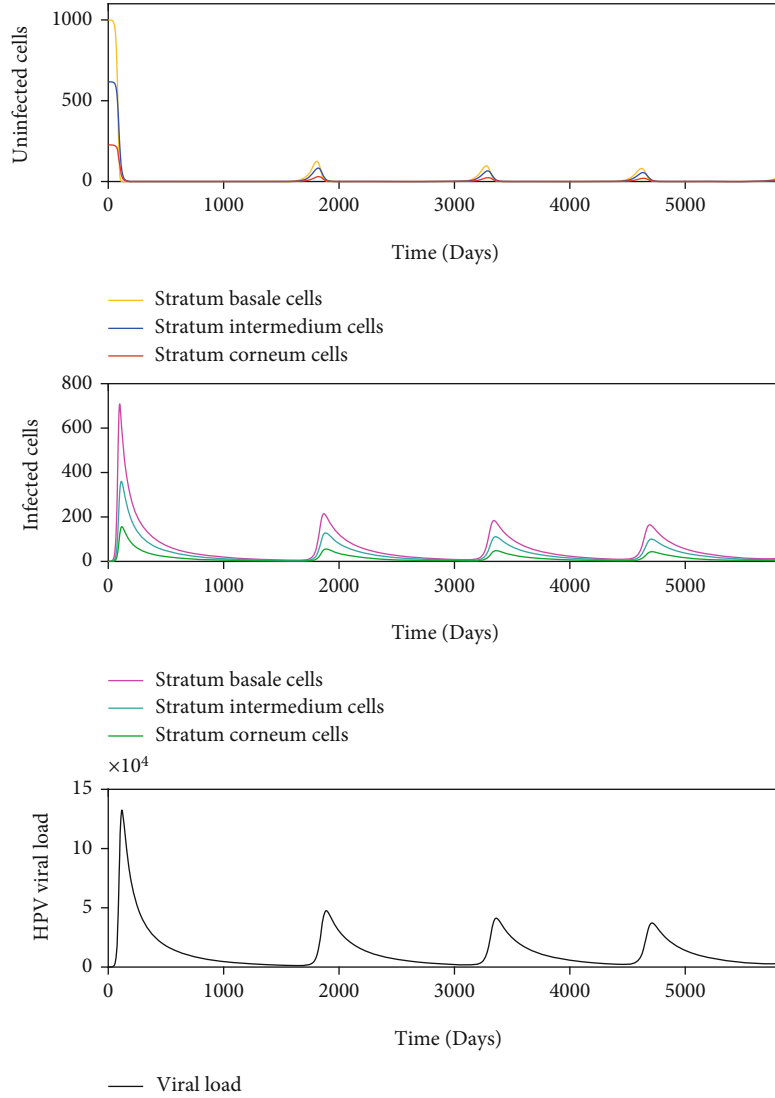 1000
500
0
Uninfected cells
0 1000 2000 3000 4000 5000
Time (Days)
Stratum basale cells
Stratum intermedium cells
Stratum corneum cells
800
600
400
200
0
Infected cells
0 1000 2000 3000 4000 5000
Time (Days)
Stratum basale cells
Stratum intermedium cells
Stratum corneum cells
×10⁴
15
10
5
0
HPV viral load
0 1000 2000 3000 4000 5000
Time (Days)
Viral load